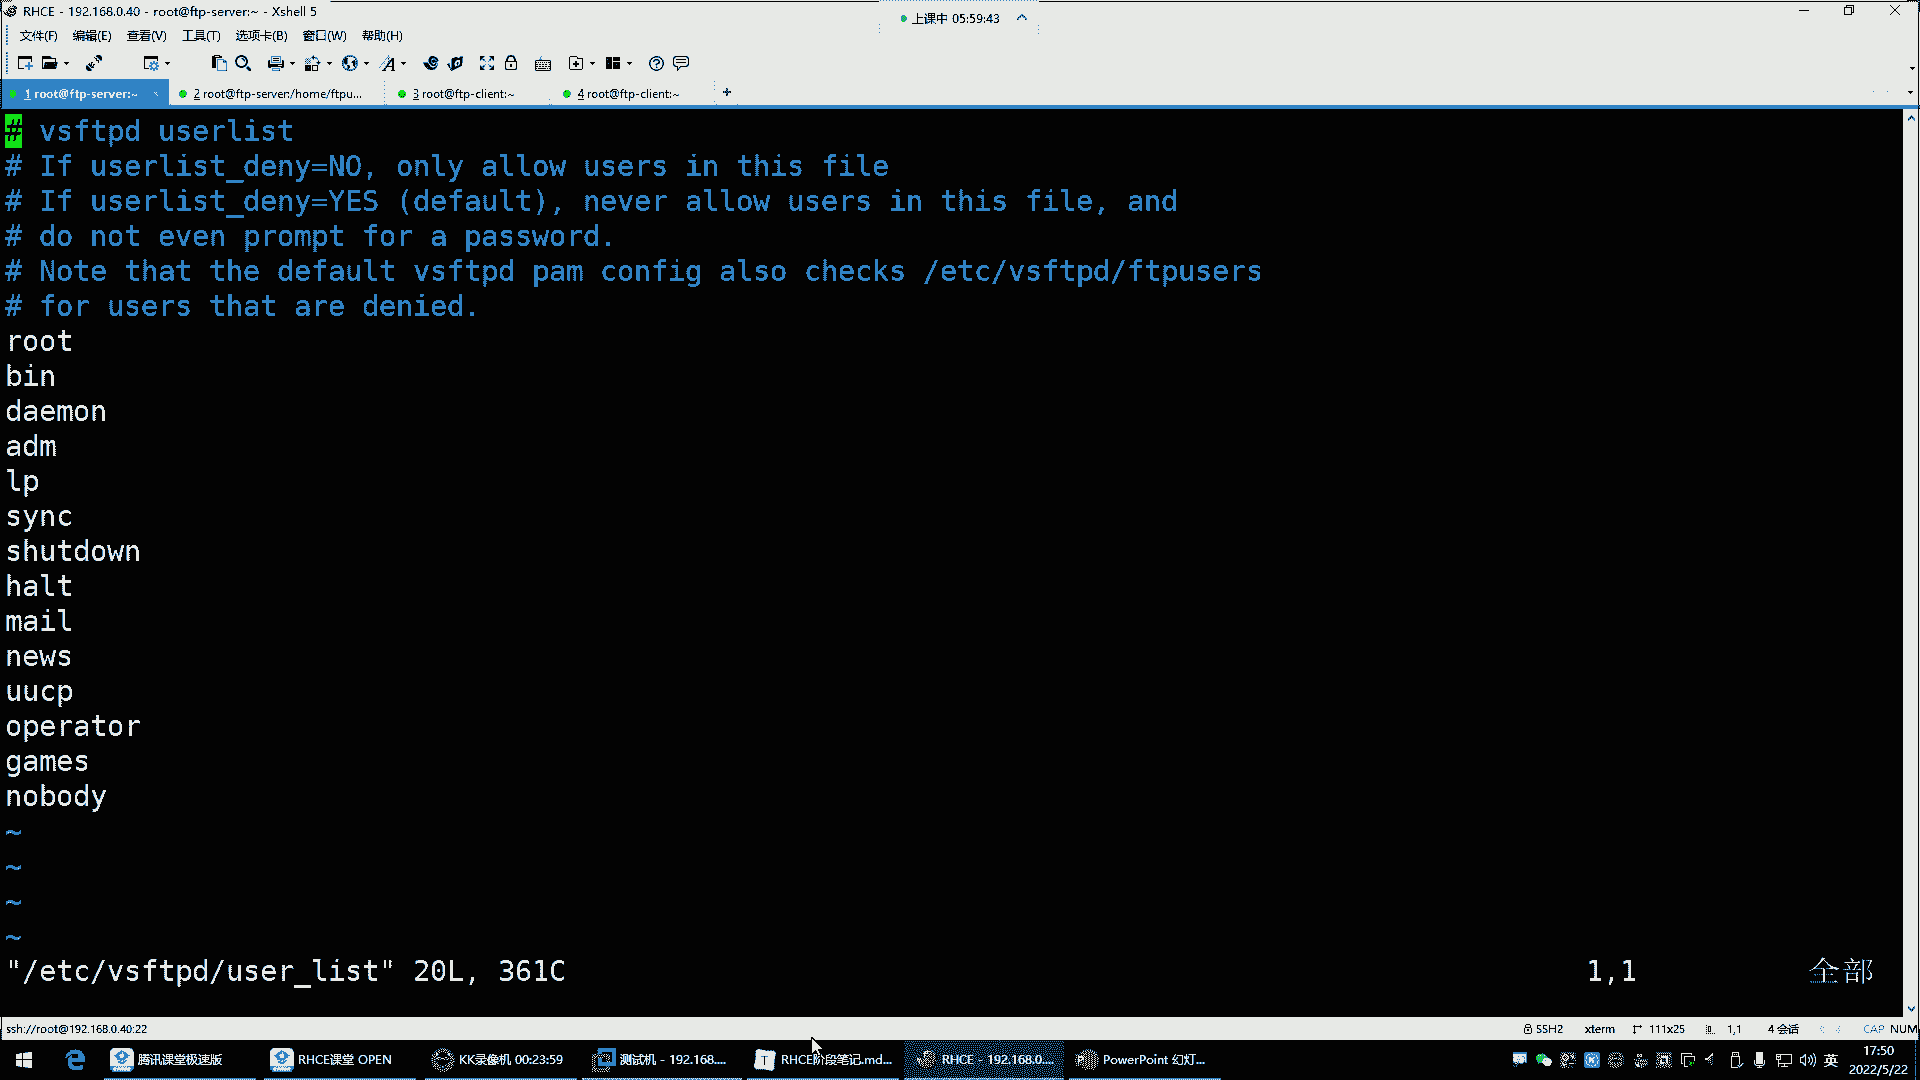 RHCE - 192.168.0.40 - root@ftp-server:~ - Xshell 5
上课中 05:59:43
文件(F) 编辑(E) 查看(V) 工具(T) 选项卡(B) 窗口(W) 帮助(H)
1 root@ftp-server:~ × 2 root@ftp-server:/home/ftpu... 3 root@ftp-client:~ 4 root@ftp-client:~ +
# vsftpd userlist
# If userlist_deny=NO, only allow users in this file
# If userlist_deny=YES (default), never allow users in this file, and
# do not even prompt for a password.
# Note that the default vsftpd pam config also checks /etc/vsftpd/ftpusers
# for users that are denied.
root
bin
daemon
adm
lp
sync
shutdown
halt
mail
news
uucp
operator
games
nobody
~
~
~
~
"/etc/vsftpd/user_list" 20L, 361C 1,1 全部
ssh://root@192.168.0.40:22 SSH2 xterm 111x25 1,1 4 会话 CAP NUM
腾讯课堂极速版 RHCE课堂 OPEN KK录像机 00:23:59 测试机 - 192.168.... RHCE阶段笔记.md... RHCE - 192.168.0.... PowerPoint 幻灯... 英 17:50
2022/5/22